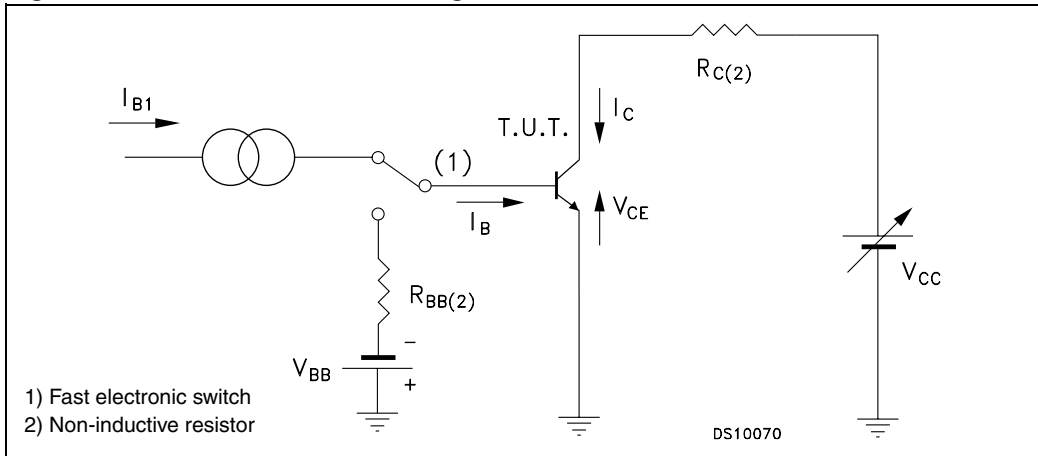 R_C(2)
I_B1
I_C
T.U.T.
(1)
V_CE
I_B
V_CC
R_BB(2)
−
V_BB
+
1) Fast electronic switch
2) Non-inductive resistor
DS10070